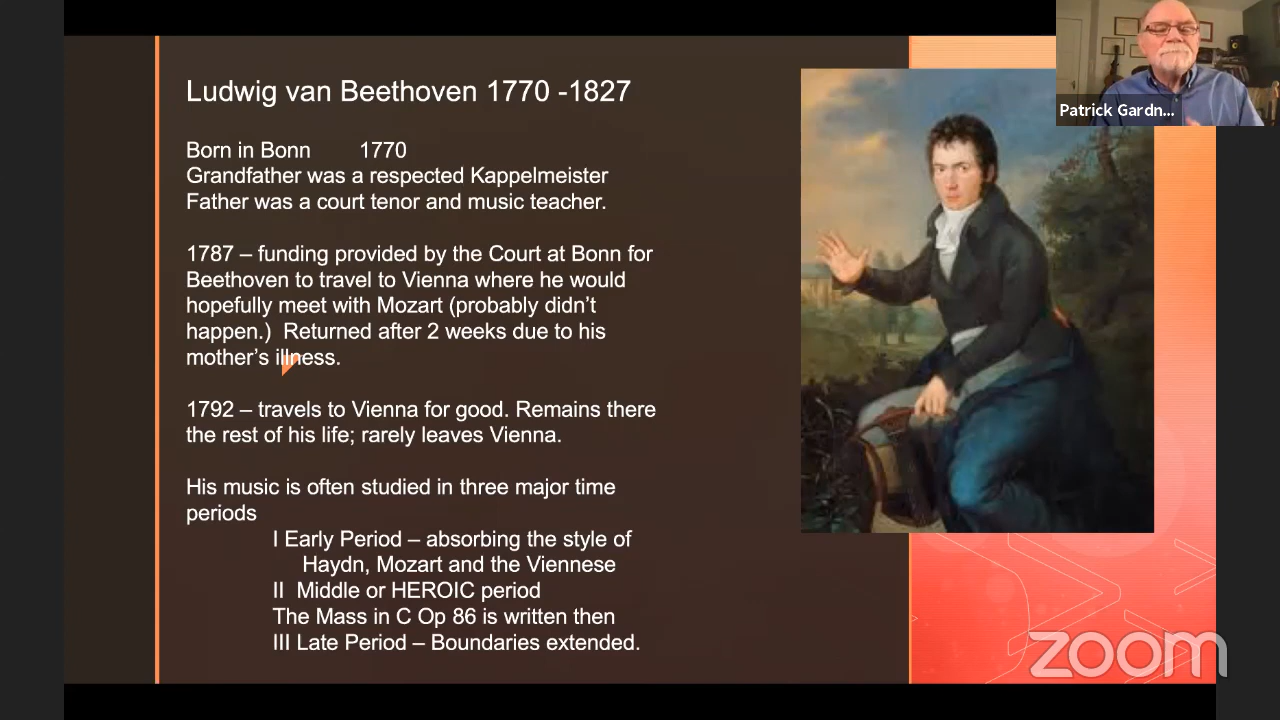 Ludwig van Beethoven 1770 -1827
Born in Bonn 1770
Grandfather was a respected Kappelmeister
Father was a court tenor and music teacher.
1787 – funding provided by the Court at Bonn for
Beethoven to travel to Vienna where he would
hopefully meet with Mozart (probably didn't
happen.) Returned after 2 weeks due to his
mother's illness.
1792 – travels to Vienna for good. Remains there
the rest of his life; rarely leaves Vienna.
His music is often studied in three major time
periods
I Early Period – absorbing the style of
Haydn, Mozart and the Viennese
II Middle or HEROIC period
The Mass in C Op 86 is written then
III Late Period – Boundaries extended.
Patrick Gardn...
zoom